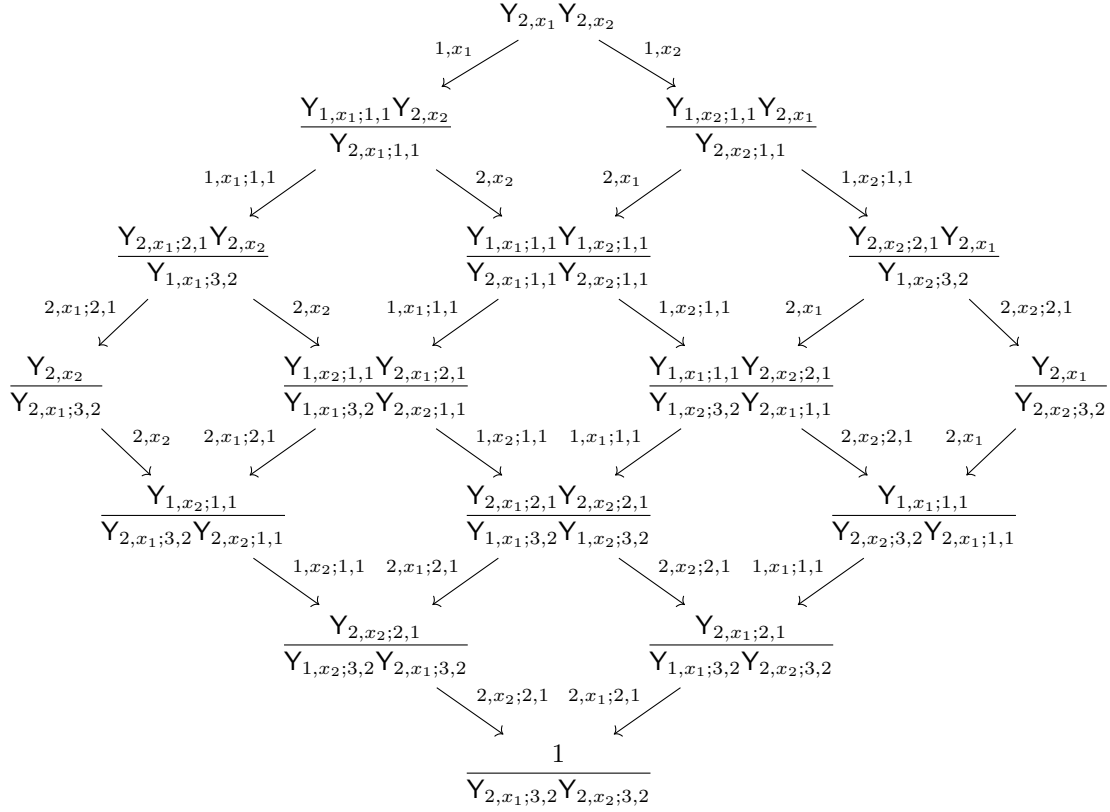 Y_{2,x_1} Y_{2,x_2}
1,x_1 1,x_2
Y_{1,x_1;1,1} Y_{2,x_2} / Y_{2,x_1;1,1} Y_{1,x_2;1,1} Y_{2,x_1} / Y_{2,x_2;1,1}
1,x_1;1,1 2,x_2 2,x_1 1,x_2;1,1
Y_{2,x_1;2,1} Y_{2,x_2} / Y_{1,x_1;3,2} Y_{1,x_1;1,1} Y_{1,x_2;1,1} / Y_{2,x_1;1,1} Y_{2,x_2;1,1} Y_{2,x_2;2,1} Y_{2,x_1} / Y_{1,x_2;3,2}
2,x_1;2,1 2,x_2 1,x_1;1,1 1,x_2;1,1 2,x_1 2,x_2;2,1
Y_{2,x_2} / Y_{2,x_1;3,2} Y_{1,x_2;1,1} Y_{2,x_1;2,1} / Y_{1,x_1;3,2} Y_{2,x_2;1,1} Y_{1,x_1;1,1} Y_{2,x_2;2,1} / Y_{1,x_2;3,2} Y_{2,x_1;1,1} Y_{2,x_1} / Y_{2,x_2;3,2}
2,x_2 2,x_1;2,1 1,x_2;1,1 1,x_1;1,1 2,x_2;2,1 2,x_1
Y_{1,x_2;1,1} / Y_{2,x_1;3,2} Y_{2,x_2;1,1} Y_{2,x_1;2,1} Y_{2,x_2;2,1} / Y_{1,x_1;3,2} Y_{1,x_2;3,2} Y_{1,x_1;1,1} / Y_{2,x_2;3,2} Y_{2,x_1;1,1}
1,x_2;1,1 2,x_1;2,1 2,x_2;2,1 1,x_1;1,1
Y_{2,x_2;2,1} / Y_{1,x_2;3,2} Y_{2,x_1;3,2} Y_{2,x_1;2,1} / Y_{1,x_1;3,2} Y_{2,x_2;3,2}
2,x_2;2,1 2,x_1;2,1
1 / Y_{2,x_1;3,2} Y_{2,x_2;3,2}